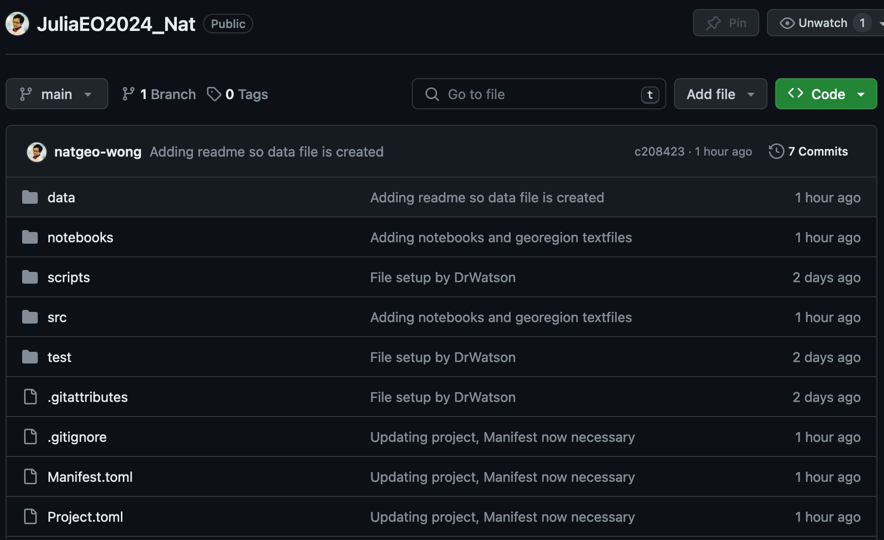 JuliaEO2024_Nat Public Pin Unwatch 1
main 1 Branch 0 Tags Go to file t Add file Code
natgeo-wong Adding readme so data file is created c208423 · 1 hour ago 7 Commits
data Adding readme so data file is created 1 hour ago
notebooks Adding notebooks and georegion textfiles 1 hour ago
scripts File setup by DrWatson 2 days ago
src Adding notebooks and georegion textfiles 1 hour ago
test File setup by DrWatson 2 days ago
.gitattributes File setup by DrWatson 2 days ago
.gitignore Updating project, Manifest now necessary 1 hour ago
Manifest.toml Updating project, Manifest now necessary 1 hour ago
Project.toml Updating project, Manifest now necessary 1 hour ago